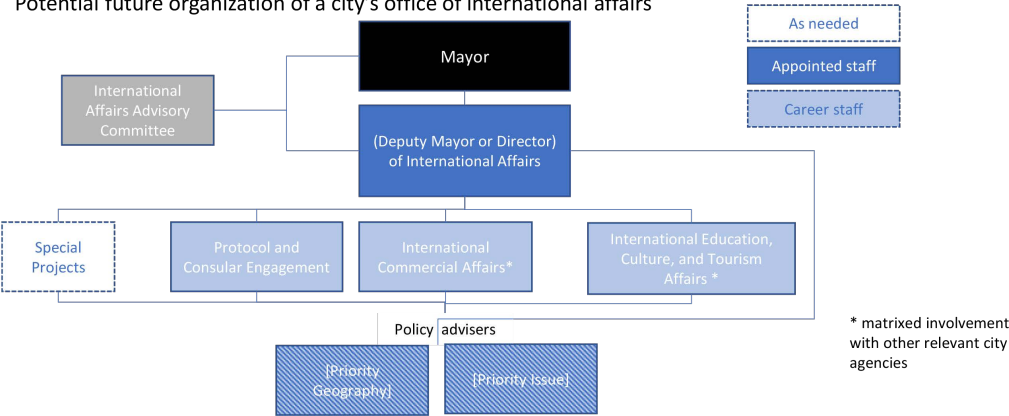 Potential future organization of a city's office of international affairs
As needed
Mayor
Appointed staff
International
Affairs Advisory
Committee
Career staff
(Deputy Mayor or Director)
of International Affairs
Special
Projects
Protocol and
Consular Engagement
International
Commercial Affairs*
International Education,
Culture, and Tourism
Affairs *
Policy advisers
* matrixed involvement
with other relevant city
agencies
[Priority
Geography]
[Priority Issue]